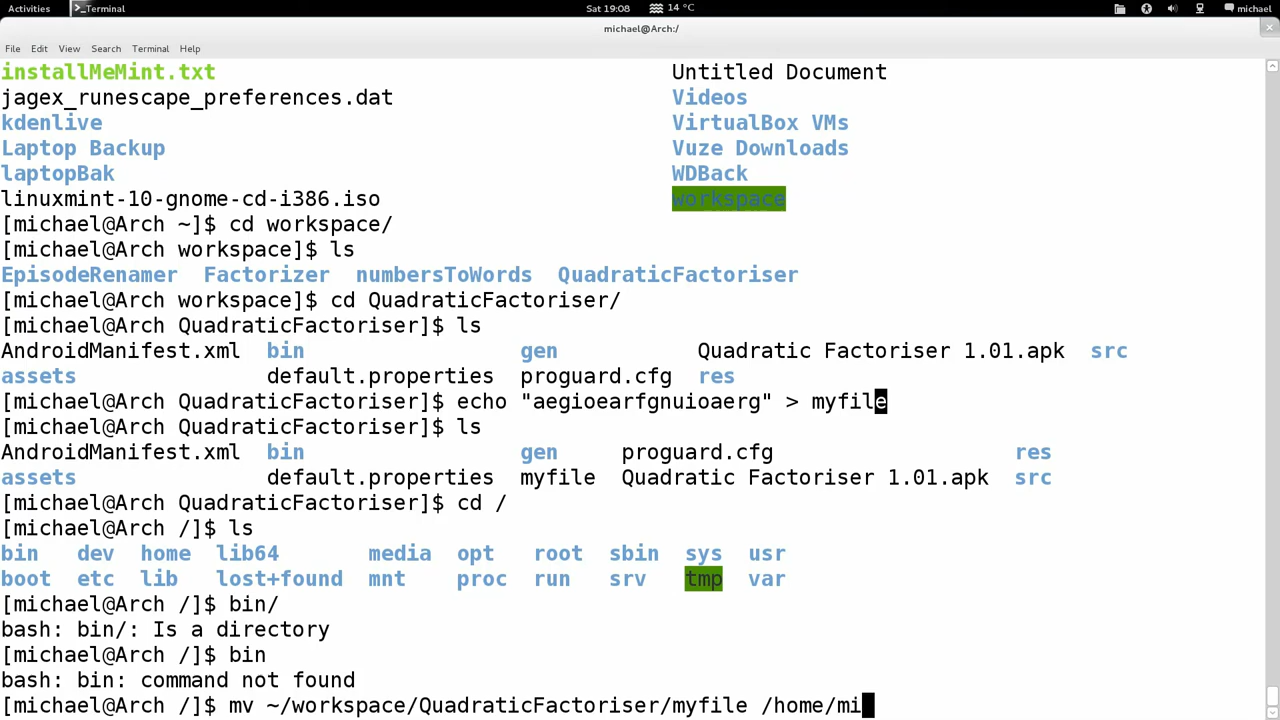 Activities Terminal Sat 19:08 14 °C michael
michael@Arch:/
File Edit View Search Terminal Help
installMeMint.txt Untitled Document
jagex_runescape_preferences.dat Videos
kdenlive VirtualBox VMs
Laptop Backup Vuze Downloads
laptopBak WDBack
linuxmint-10-gnome-cd-i386.iso workspace
[michael@Arch ~]$ cd workspace/
[michael@Arch workspace]$ ls
EpisodeRenamer Factorizer numbersToWords QuadraticFactoriser
[michael@Arch workspace]$ cd QuadraticFactoriser/
[michael@Arch QuadraticFactoriser]$ ls
AndroidManifest.xml bin gen Quadratic Factoriser 1.01.apk src
assets default.properties proguard.cfg res
[michael@Arch QuadraticFactoriser]$ echo "aegioearfgnuioaerg" > myfile
[michael@Arch QuadraticFactoriser]$ ls
AndroidManifest.xml bin gen proguard.cfg res
assets default.properties myfile Quadratic Factoriser 1.01.apk src
[michael@Arch QuadraticFactoriser]$ cd /
[michael@Arch /]$ ls
bin dev home lib64 media opt root sbin sys usr
boot etc lib lost+found mnt proc run srv tmp var
[michael@Arch /]$ bin/
bash: bin/: Is a directory
[michael@Arch /]$ bin
bash: bin: command not found
[michael@Arch /]$ mv ~/workspace/QuadraticFactoriser/myfile /home/mi